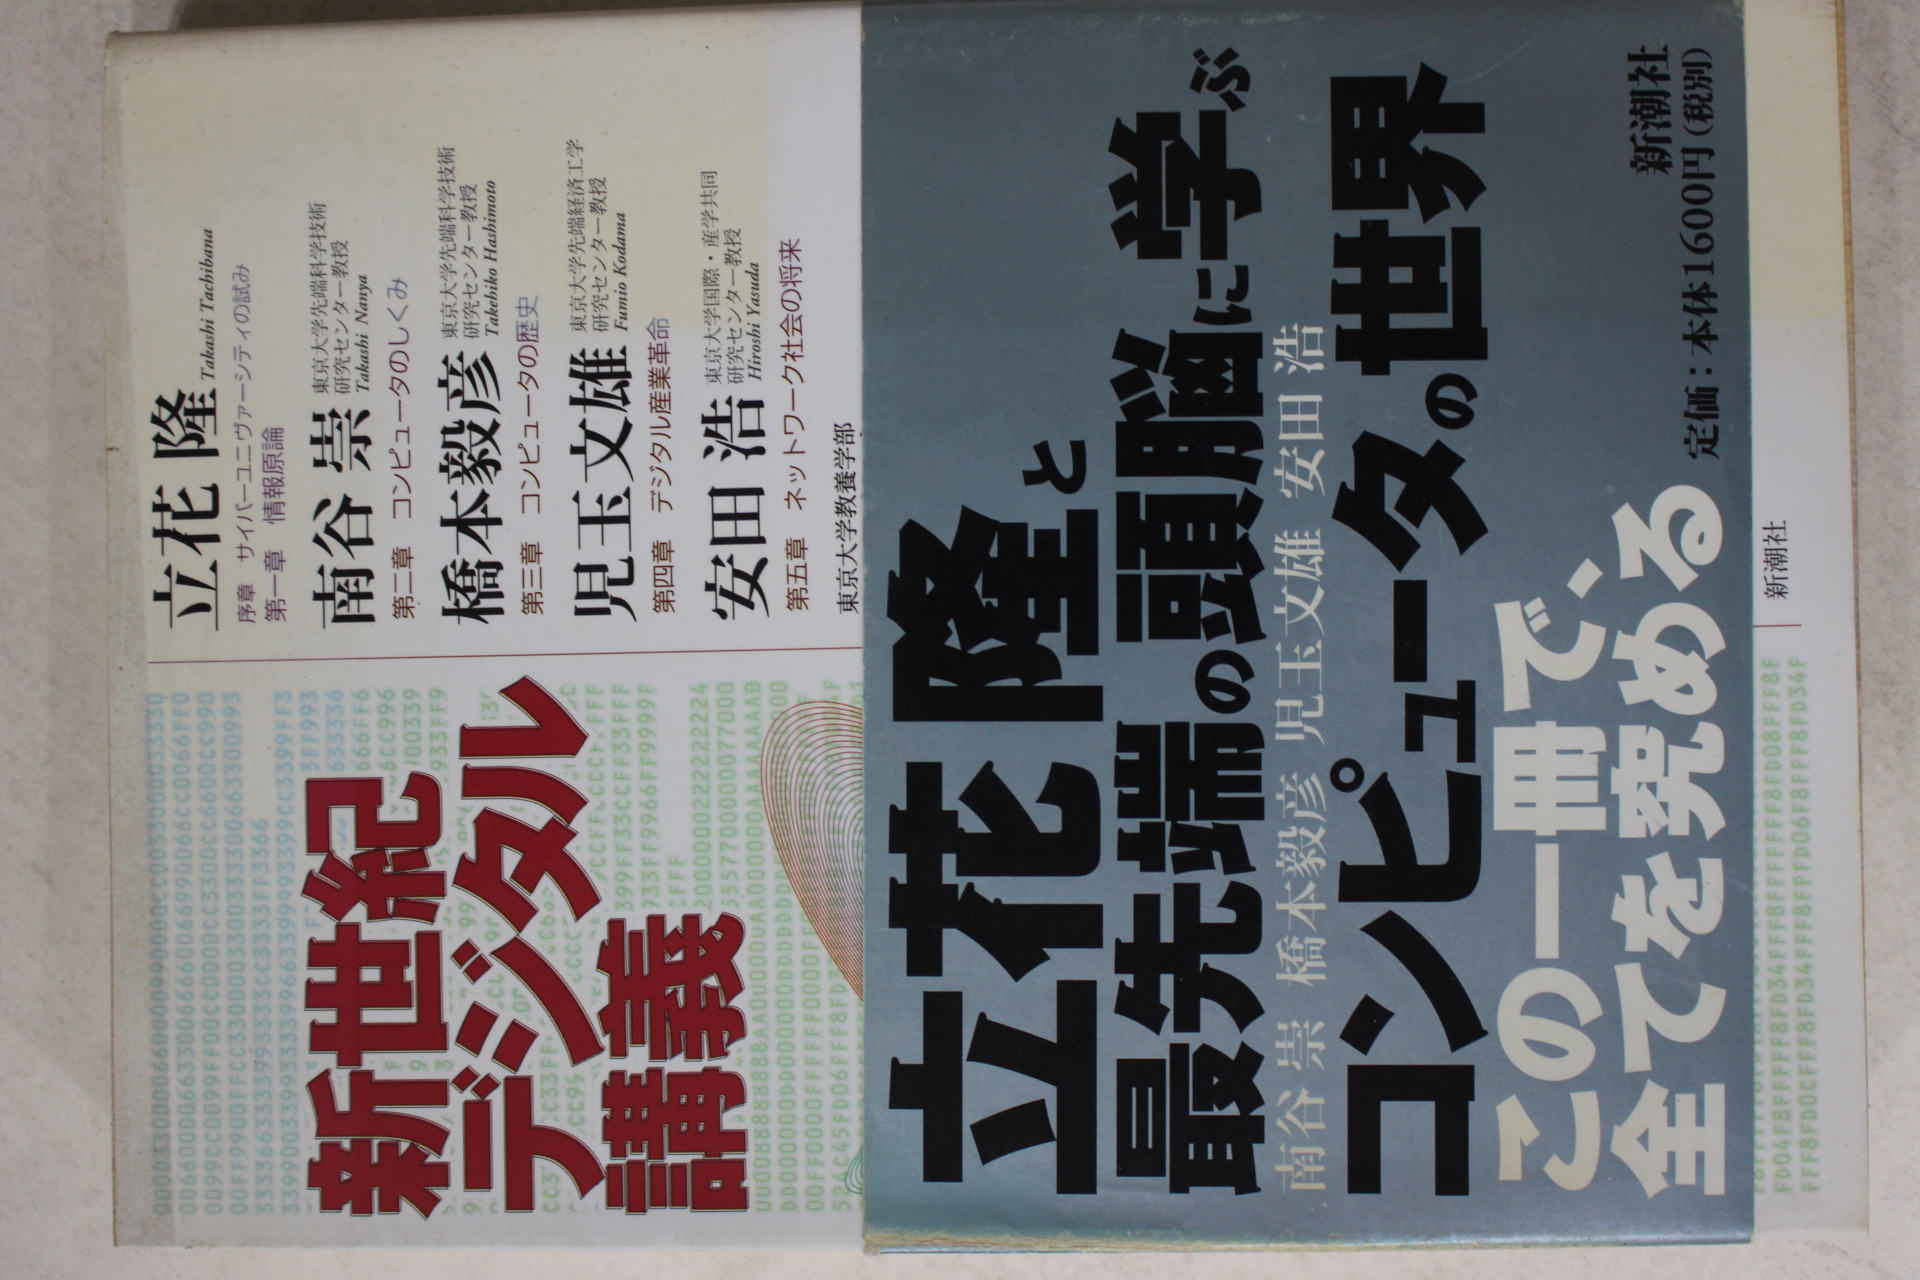 新世紀
デジタル
講義
立花 隆 Takashi Tachibana
序章 サイバーユニヴァーシティの試み
第一章 情報原論
南谷 崇
東京大学先端科学技術
研究センター教授
Takashi Nanya
第二章 コンピュータのしくみ
橋本毅彦
東京大学先端科学技術
研究センター教授
Takehiko Hashimoto
第三章 コンピュータの歴史
児玉文雄
東京大学先端経済工学
研究センター教授
Fumio Kodama
第四章 デジタル産業革命
安田 浩
東京大学国際・産学共同
研究センター教授
Hiroshi Yasuda
第五章 ネットワーク社会の将来
東京大学教養学部
立花 隆と
最先端の頭脳に学ぶ
南谷 崇 橋本毅彦 児玉文雄 安田 浩
コンピュータの世界
この一冊で、
全てを究める
新潮社
定価：本体1600円（税別）
新潮社